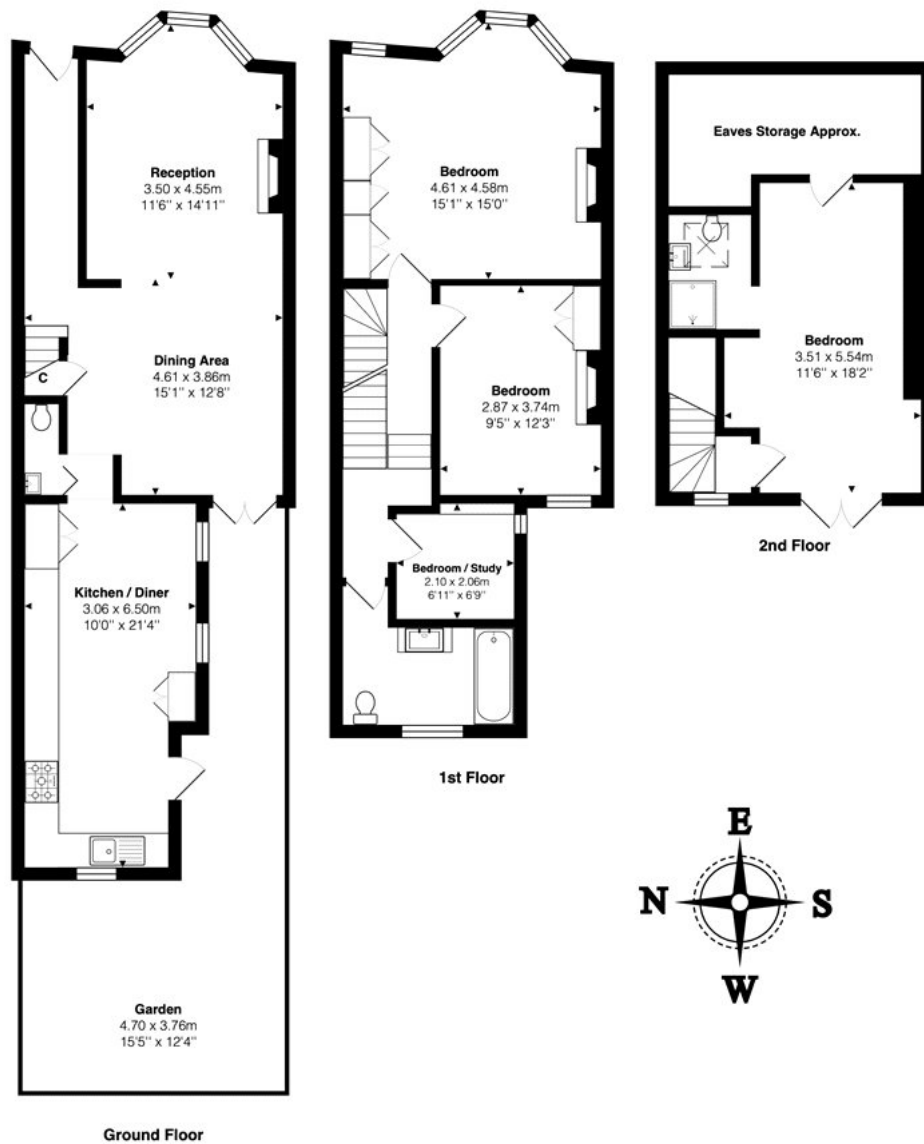 Reception
3.50 x 4.55m
11'6'' x 14'11''
Dining Area
4.61 x 3.86m
15'1'' x 12'8''
C
Kitchen / Diner
3.06 x 6.50m
10'0'' x 21'4''
Garden
4.70 x 3.76m
15'5'' x 12'4''
Ground Floor
Bedroom
4.61 x 4.58m
15'1'' x 15'0''
Bedroom
2.87 x 3.74m
9'5'' x 12'3''
Bedroom / Study
2.10 x 2.06m
6'11'' x 6'9''
1st Floor
Eaves Storage Approx.
Bedroom
3.51 x 5.54m
11'6'' x 18'2''
2nd Floor
E
N
S
W